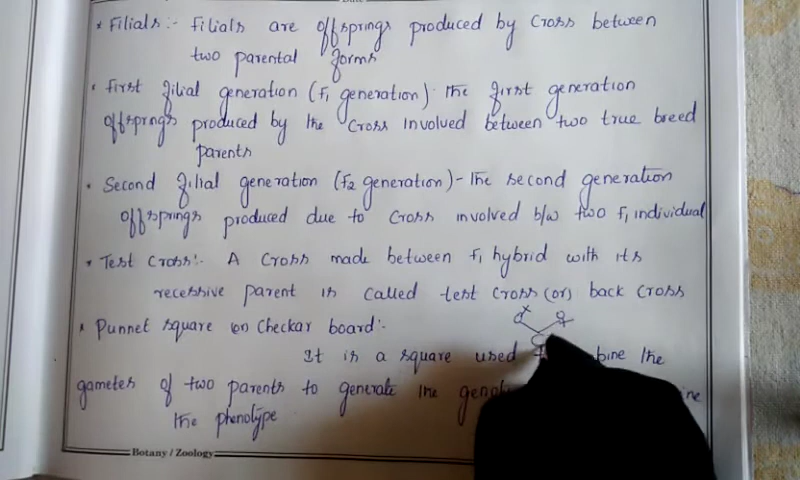 * Filials:- Filials are offsprings produced by cross between
two parental forms
* First filial generation (F1 generation) - The first generation
offsprings produced by the cross involved between two true breed
parents
* Second filial generation (F2 generation) - The second generation
offsprings produced due to cross involved b/w two F1 individual
* Test cross:- A cross made between F1 hybrid with its
recessive parent is called test cross (or) back cross
* Punnet square (or) checkar board:-
It is a square used the
gametes of two parents to generate the
the phenotype
Botany / Zoology